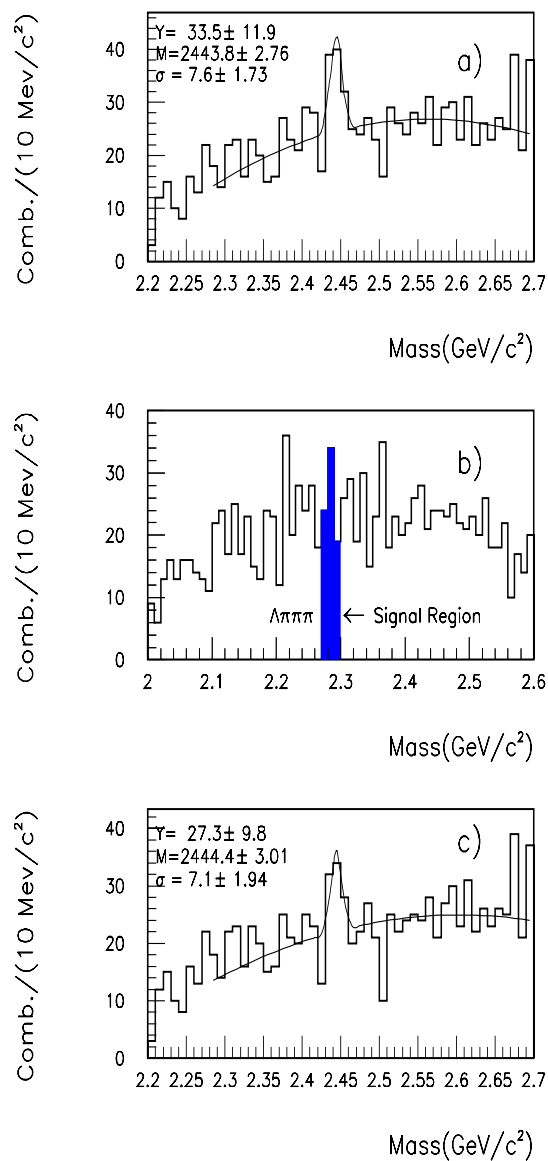 Y= 33.5± 11.9
M=2443.8± 2.76
σ = 7.6± 1.73
a)
Comb./(10 Mev/c²)
40
30
20
10
0
2.2 2.25 2.3 2.35 2.4 2.45 2.5 2.55 2.6 2.65 2.7
Mass(GeV/c²)
b)
Comb./(10 Mev/c²)
40
30
20
10
0
Λπππ ← Signal Region
2 2.1 2.2 2.3 2.4 2.5 2.6
Mass(GeV/c²)
Y= 27.3± 9.8
M=2444.4± 3.01
σ = 7.1± 1.94
c)
Comb./(10 Mev/c²)
40
30
20
10
0
2.2 2.25 2.3 2.35 2.4 2.45 2.5 2.55 2.6 2.65 2.7
Mass(GeV/c²)